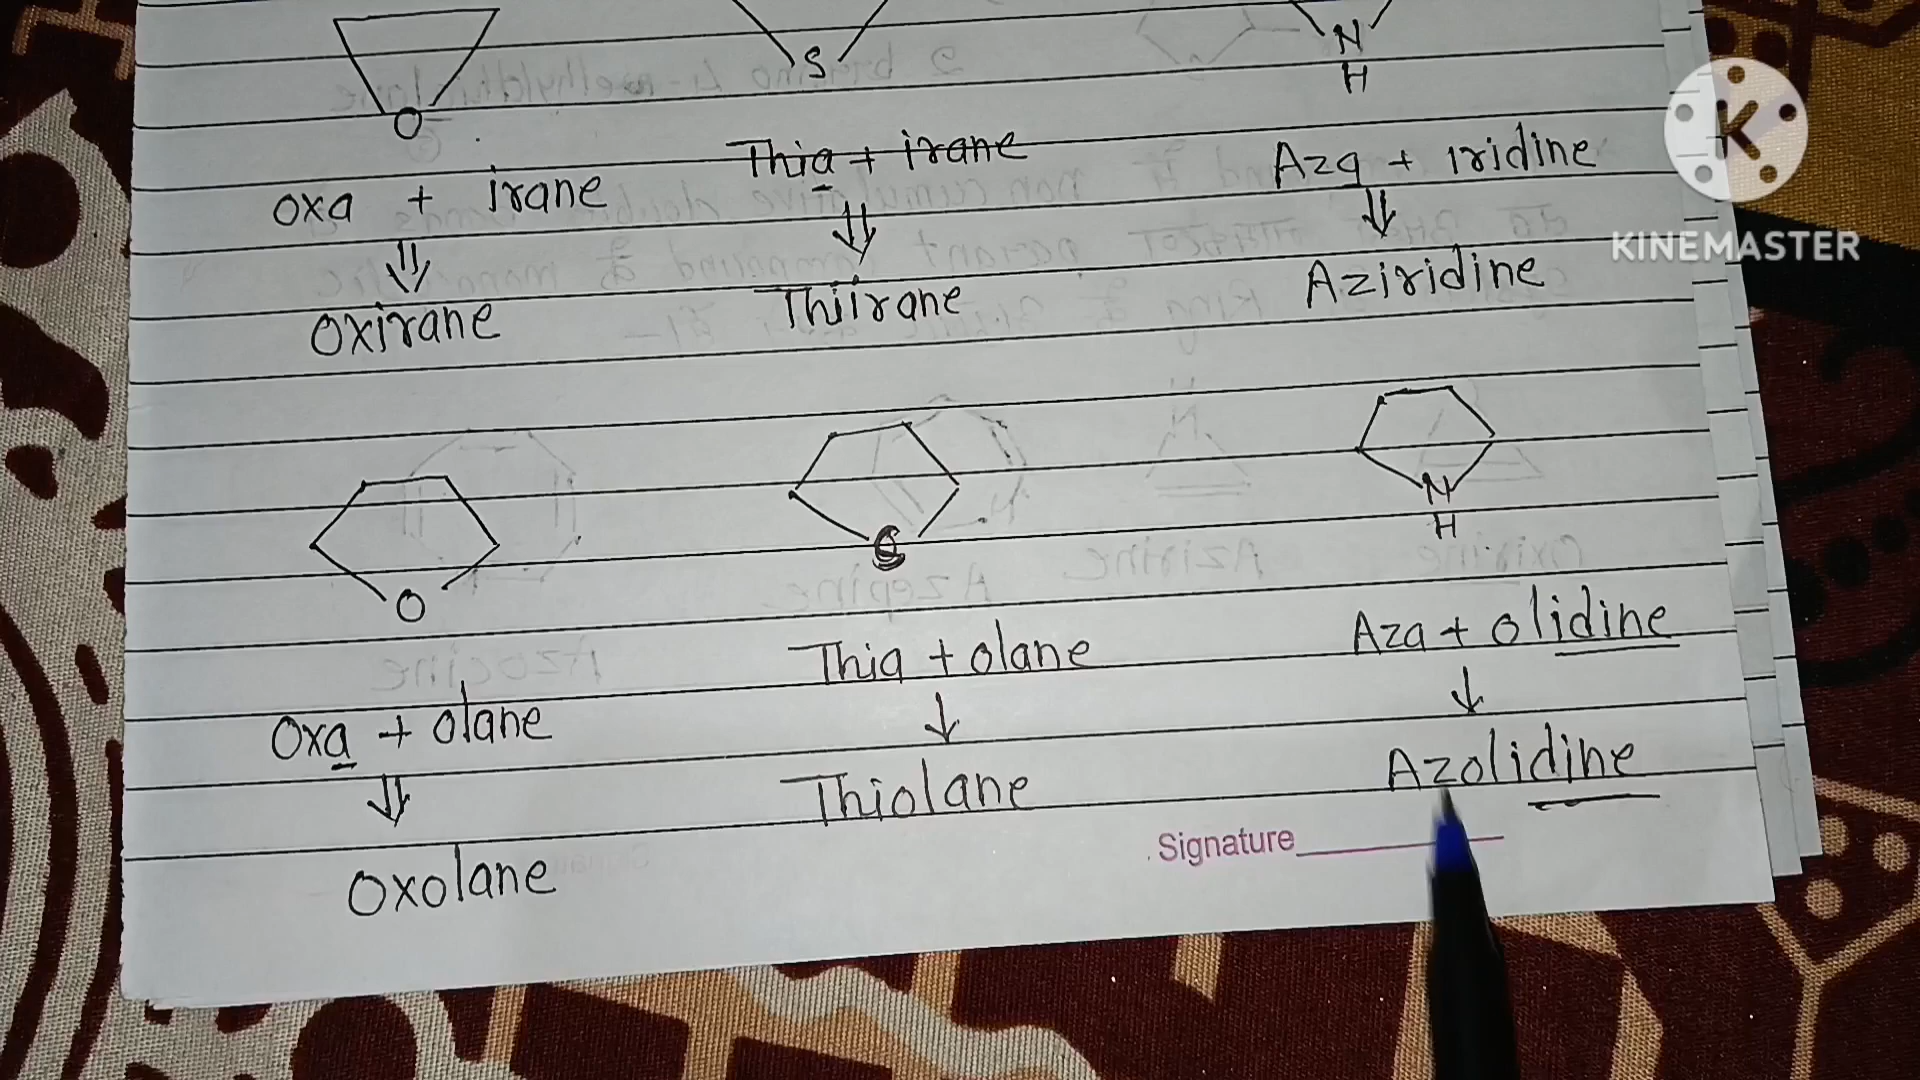 S
N
H
O
Oxa + irane
Thia + irane
Aza + iridine
Oxirane
Thiirane
Aziridine
KINEMASTER
O
S
N
H
Oxa + olane
Thia + olane
Aza + olidine
Oxolane
Thiolane
Azolidine
Signature